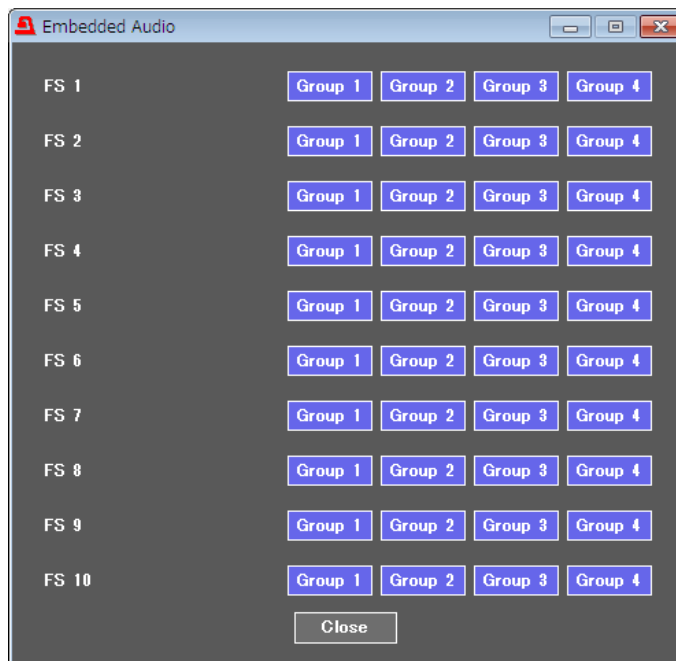 Embedded Audio
FS 1 Group 1 Group 2 Group 3 Group 4
FS 2 Group 1 Group 2 Group 3 Group 4
FS 3 Group 1 Group 2 Group 3 Group 4
FS 4 Group 1 Group 2 Group 3 Group 4
FS 5 Group 1 Group 2 Group 3 Group 4
FS 6 Group 1 Group 2 Group 3 Group 4
FS 7 Group 1 Group 2 Group 3 Group 4
FS 8 Group 1 Group 2 Group 3 Group 4
FS 9 Group 1 Group 2 Group 3 Group 4
FS 10 Group 1 Group 2 Group 3 Group 4
Close